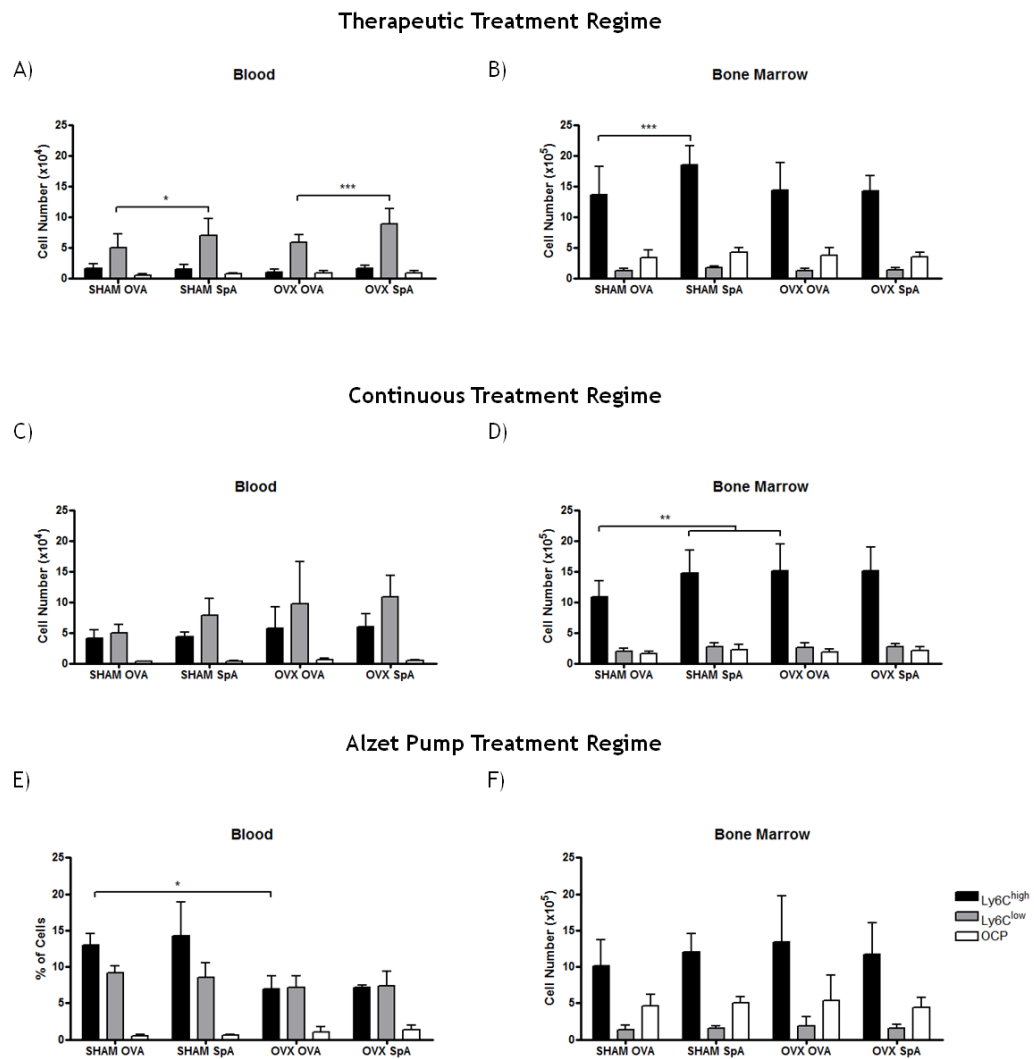 Therapeutic Treatment Regime
A) B)
Blood Bone Marrow
Cell Number (x10⁴)
25
20
15
10
5
0
*
***
SHAM OVA SHAM SpA OVX OVA OVX SpA
Cell Number (x10⁵)
25
20
15
10
5
0
***
SHAM OVA SHAM SpA OVX OVA OVX SpA
Continuous Treatment Regime
C) D)
Blood Bone Marrow
Cell Number (x10⁴)
25
20
15
10
5
0
SHAM OVA SHAM SpA OVX OVA OVX SpA
Cell Number (x10⁵)
25
20
15
10
5
0
**
SHAM OVA SHAM SpA OVX OVA OVX SpA
Alzet Pump Treatment Regime
E) F)
Blood Bone Marrow
% of Cells
25
20
15
10
5
0
*
SHAM OVA SHAM SpA OVX OVA OVX SpA
Cell Number (x10⁵)
25
20
15
10
5
0
SHAM OVA SHAM SpA OVX OVA OVX SpA
Ly6C^high
Ly6C^low
OCP